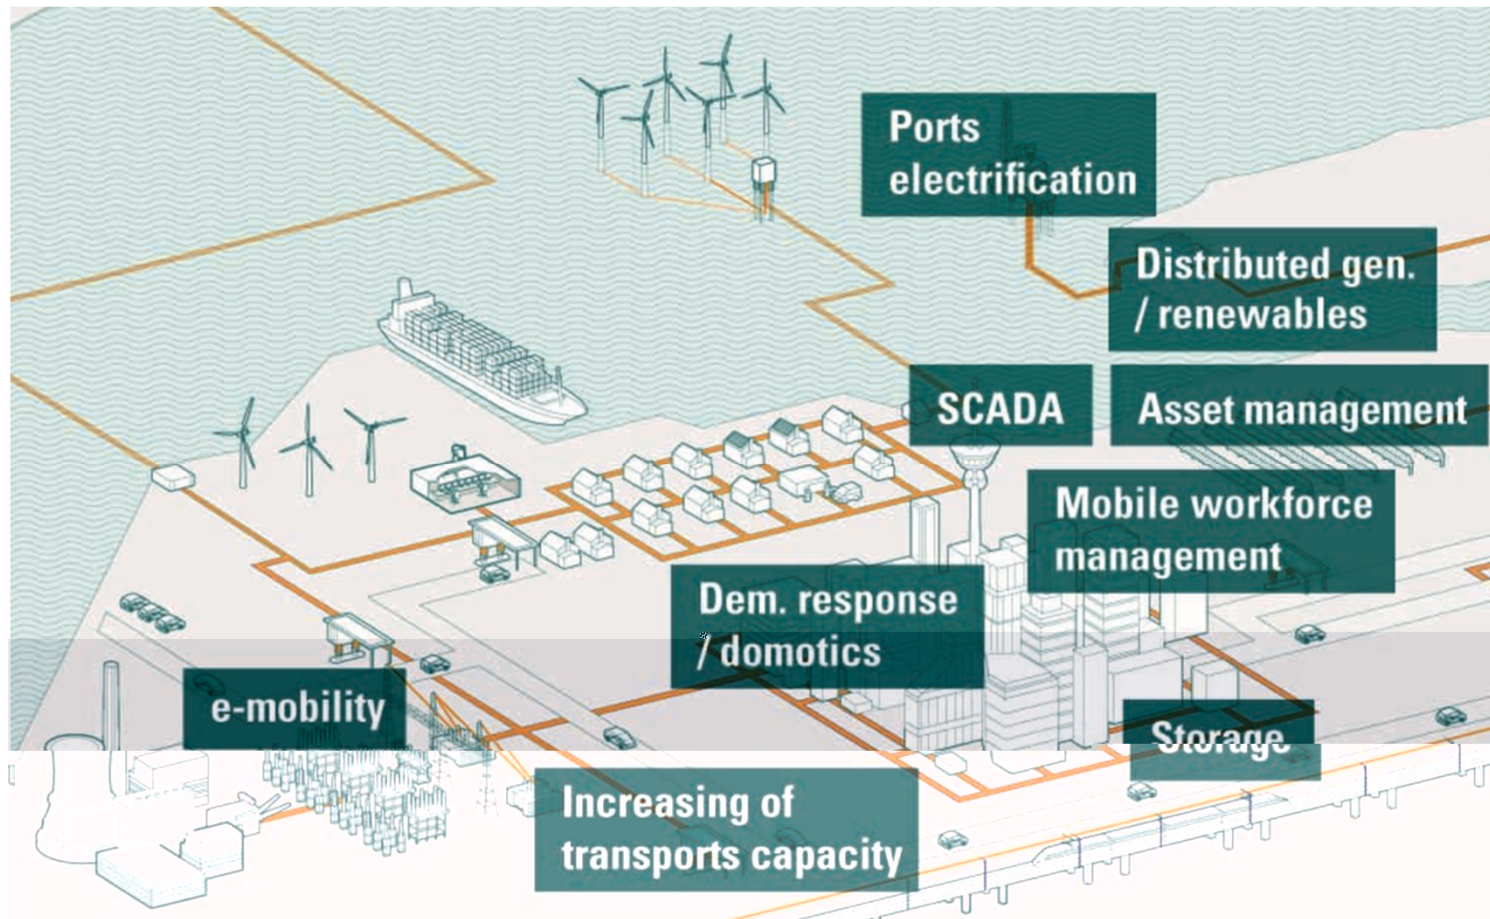 Ports
electrification
Distributed gen.
/ renewables
SCADA
Asset management
Mobile workforce
management
Dem. response
/ domotics
e-mobility
Storage
Increasing of
transports capacity